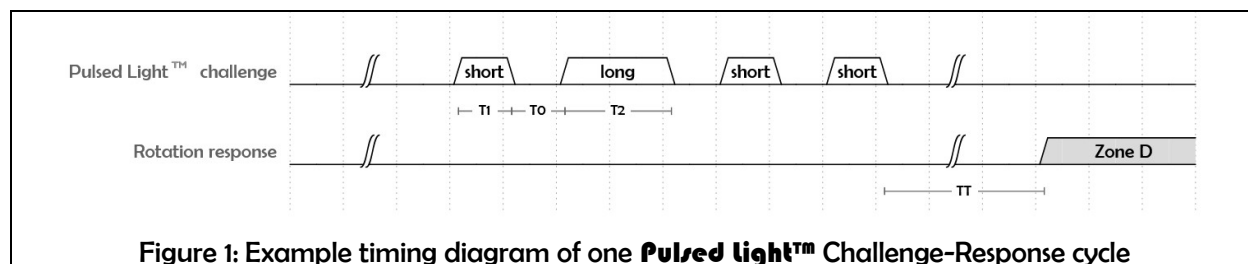 Pulsed Light™ challenge
short
long
short
short
T1
T0
T2
Rotation response
Zone D
TT
Figure 1: Example timing diagram of one Pulsed Light™ Challenge-Response cycle